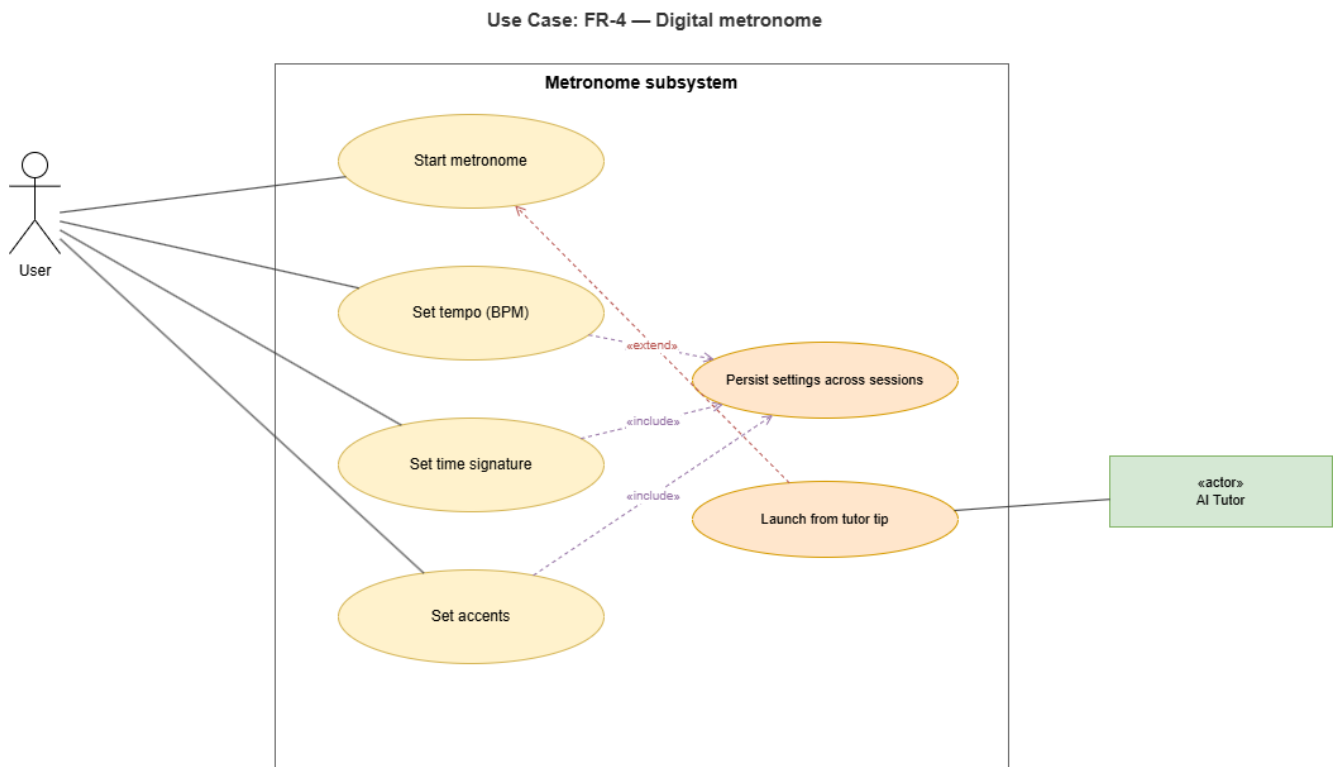 Use Case: FR-4 — Digital metronome
Metronome subsystem
Start metronome
User
Set tempo (BPM)
«extend»
Persist settings across sessions
«include»
Set time signature
«include»
Launch from tutor tip
«actor»
AI Tutor
Set accents